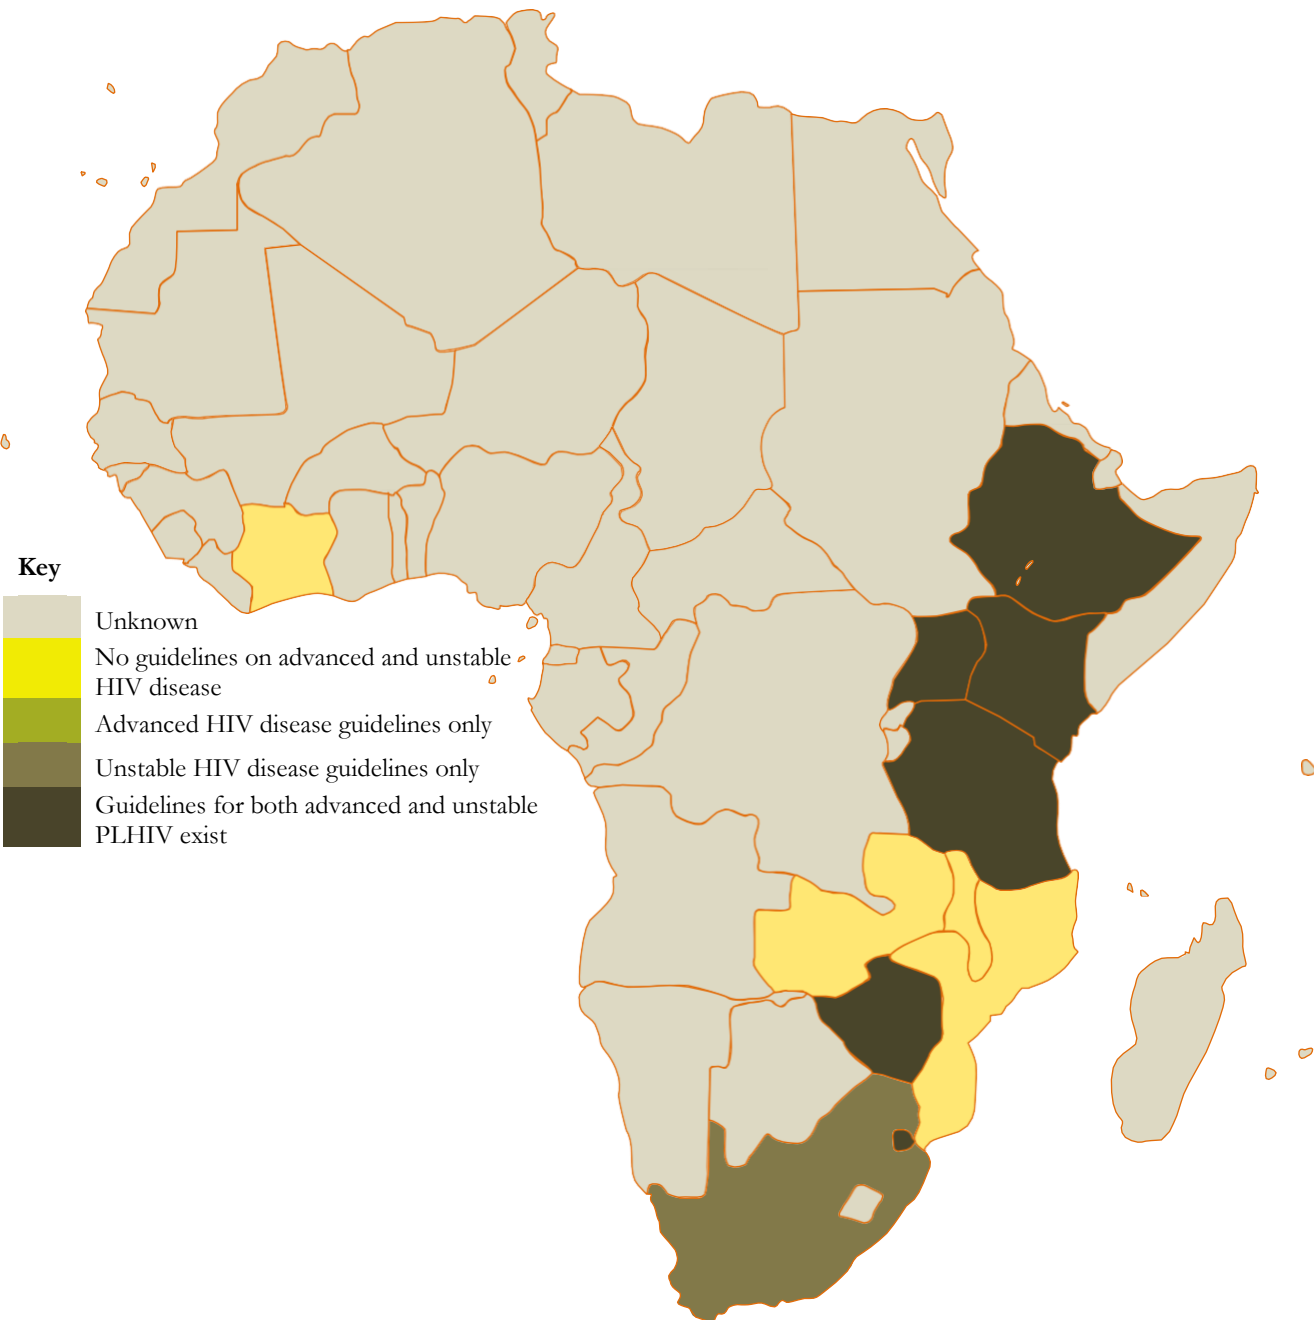 Key
Unknown
No guidelines on advanced and unstable
HIV disease
Advanced HIV disease guidelines only
Unstable HIV disease guidelines only
Guidelines for both advanced and unstable
PLHIV exist